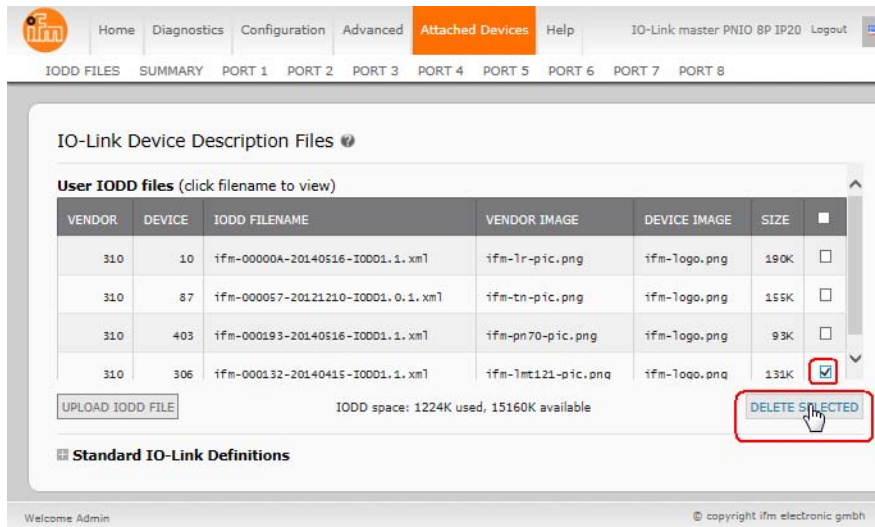 ifm
Home Diagnostics Configuration Advanced Attached Devices Help IO-Link master PNIO 8P IP20 Logout
IODD FILES SUMMARY PORT 1 PORT 2 PORT 3 PORT 4 PORT 5 PORT 6 PORT 7 PORT 8
IO-Link Device Description Files ?
User IODD files (click filename to view)
VENDOR DEVICE IODD FILENAME VENDOR IMAGE DEVICE IMAGE SIZE
310 10 ifm-00000A-20140516-IODD1.1.xml ifm-lr-pic.png ifm-logo.png 190K
310 87 ifm-000057-20121210-IODD1.0.1.xml ifm-tn-pic.png ifm-logo.png 155K
310 403 ifm-000193-20140516-IODD1.1.xml ifm-pn70-pic.png ifm-logo.png 93K
310 306 ifm-000132-20140415-IODD1.1.xml ifm-lmt121-pic.png ifm-logo.png 131K
UPLOAD IODD FILE IODD space: 1224K used, 15160K available DELETE SELECTED
Standard IO-Link Definitions
Welcome Admin © copyright ifm electronic gmbh